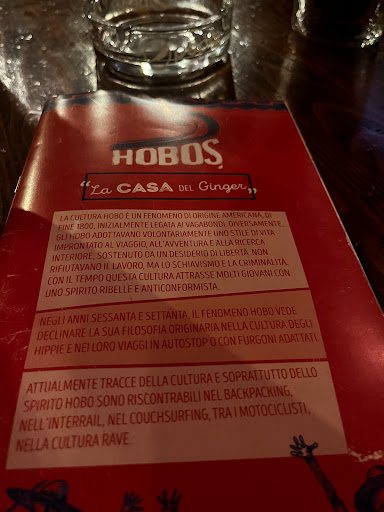 HOBOS
"La CASA DEL Ginger"
LA CULTURA HOBO È UN FENOMENO DI ORIGINE AMERICANA, DI
FINE 1800, INIZIALMENTE LEGATA AI VAGABONDI. DIVERSAMENTE,
GLI HOBO ADOTTAVANO VOLONTARIAMENTE UNO STILE DI VITA
IMPRONTATO AL VIAGGIO, ALL'AVVENTURA E ALLA RICERCA
INTERIORE, SOSTENUTO DA UN DESIDERIO DI LIBERTÀ. NON
RIFIUTAVANO IL LAVORO, MA LO SCHIAVISMO E LA CRIMINALITÀ.
CON IL TEMPO QUESTA CULTURA ATTRASSE MOLTI GIOVANI CON
UNO SPIRITO RIBELLE E ANTICONFORMISTA.
NEGLI ANNI SESSANTA E SETTANTA, IL FENOMENO HOBO VEDE
DECLINARE LA SUA FILOSOFIA ORIGINARIA NELLA CULTURA DEGLI
HIPPIE E NEI LORO VIAGGI IN AUTOSTOP O CON FURGONI ADATTATI.
ATTUALMENTE TRACCE DELLA CULTURA E SOPRATTUTTO DELLO
SPIRITO HOBO SONO RISCONTRABILI NEL BACKPACKING,
NELL'INTERRAIL, NEL COUCHSURFING, TRA I MOTOCICLISTI,
NELLA CULTURA RAVE.